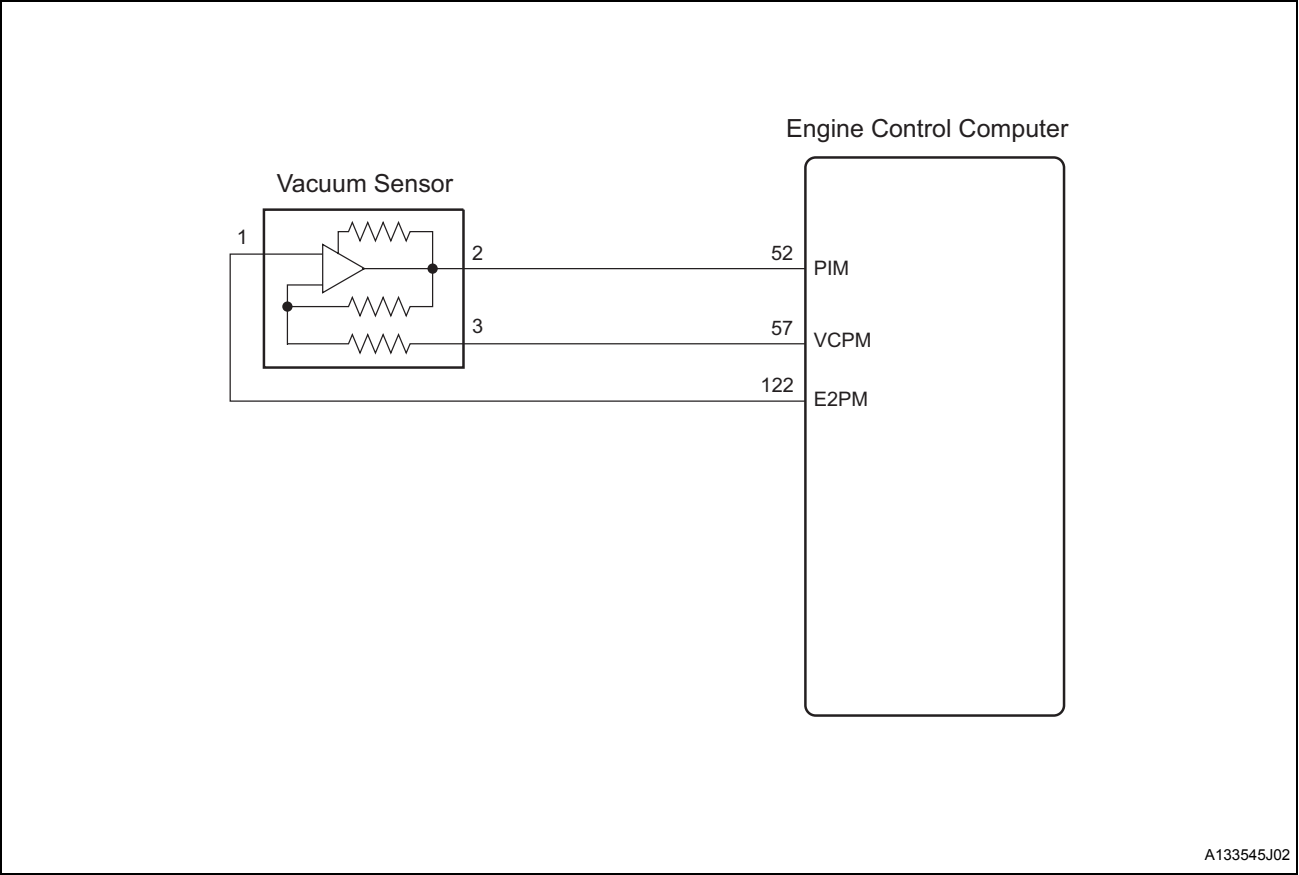 Engine Control Computer
Vacuum Sensor
1
2
52
PIM
3
57
VCPM
122
E2PM
A133545J02